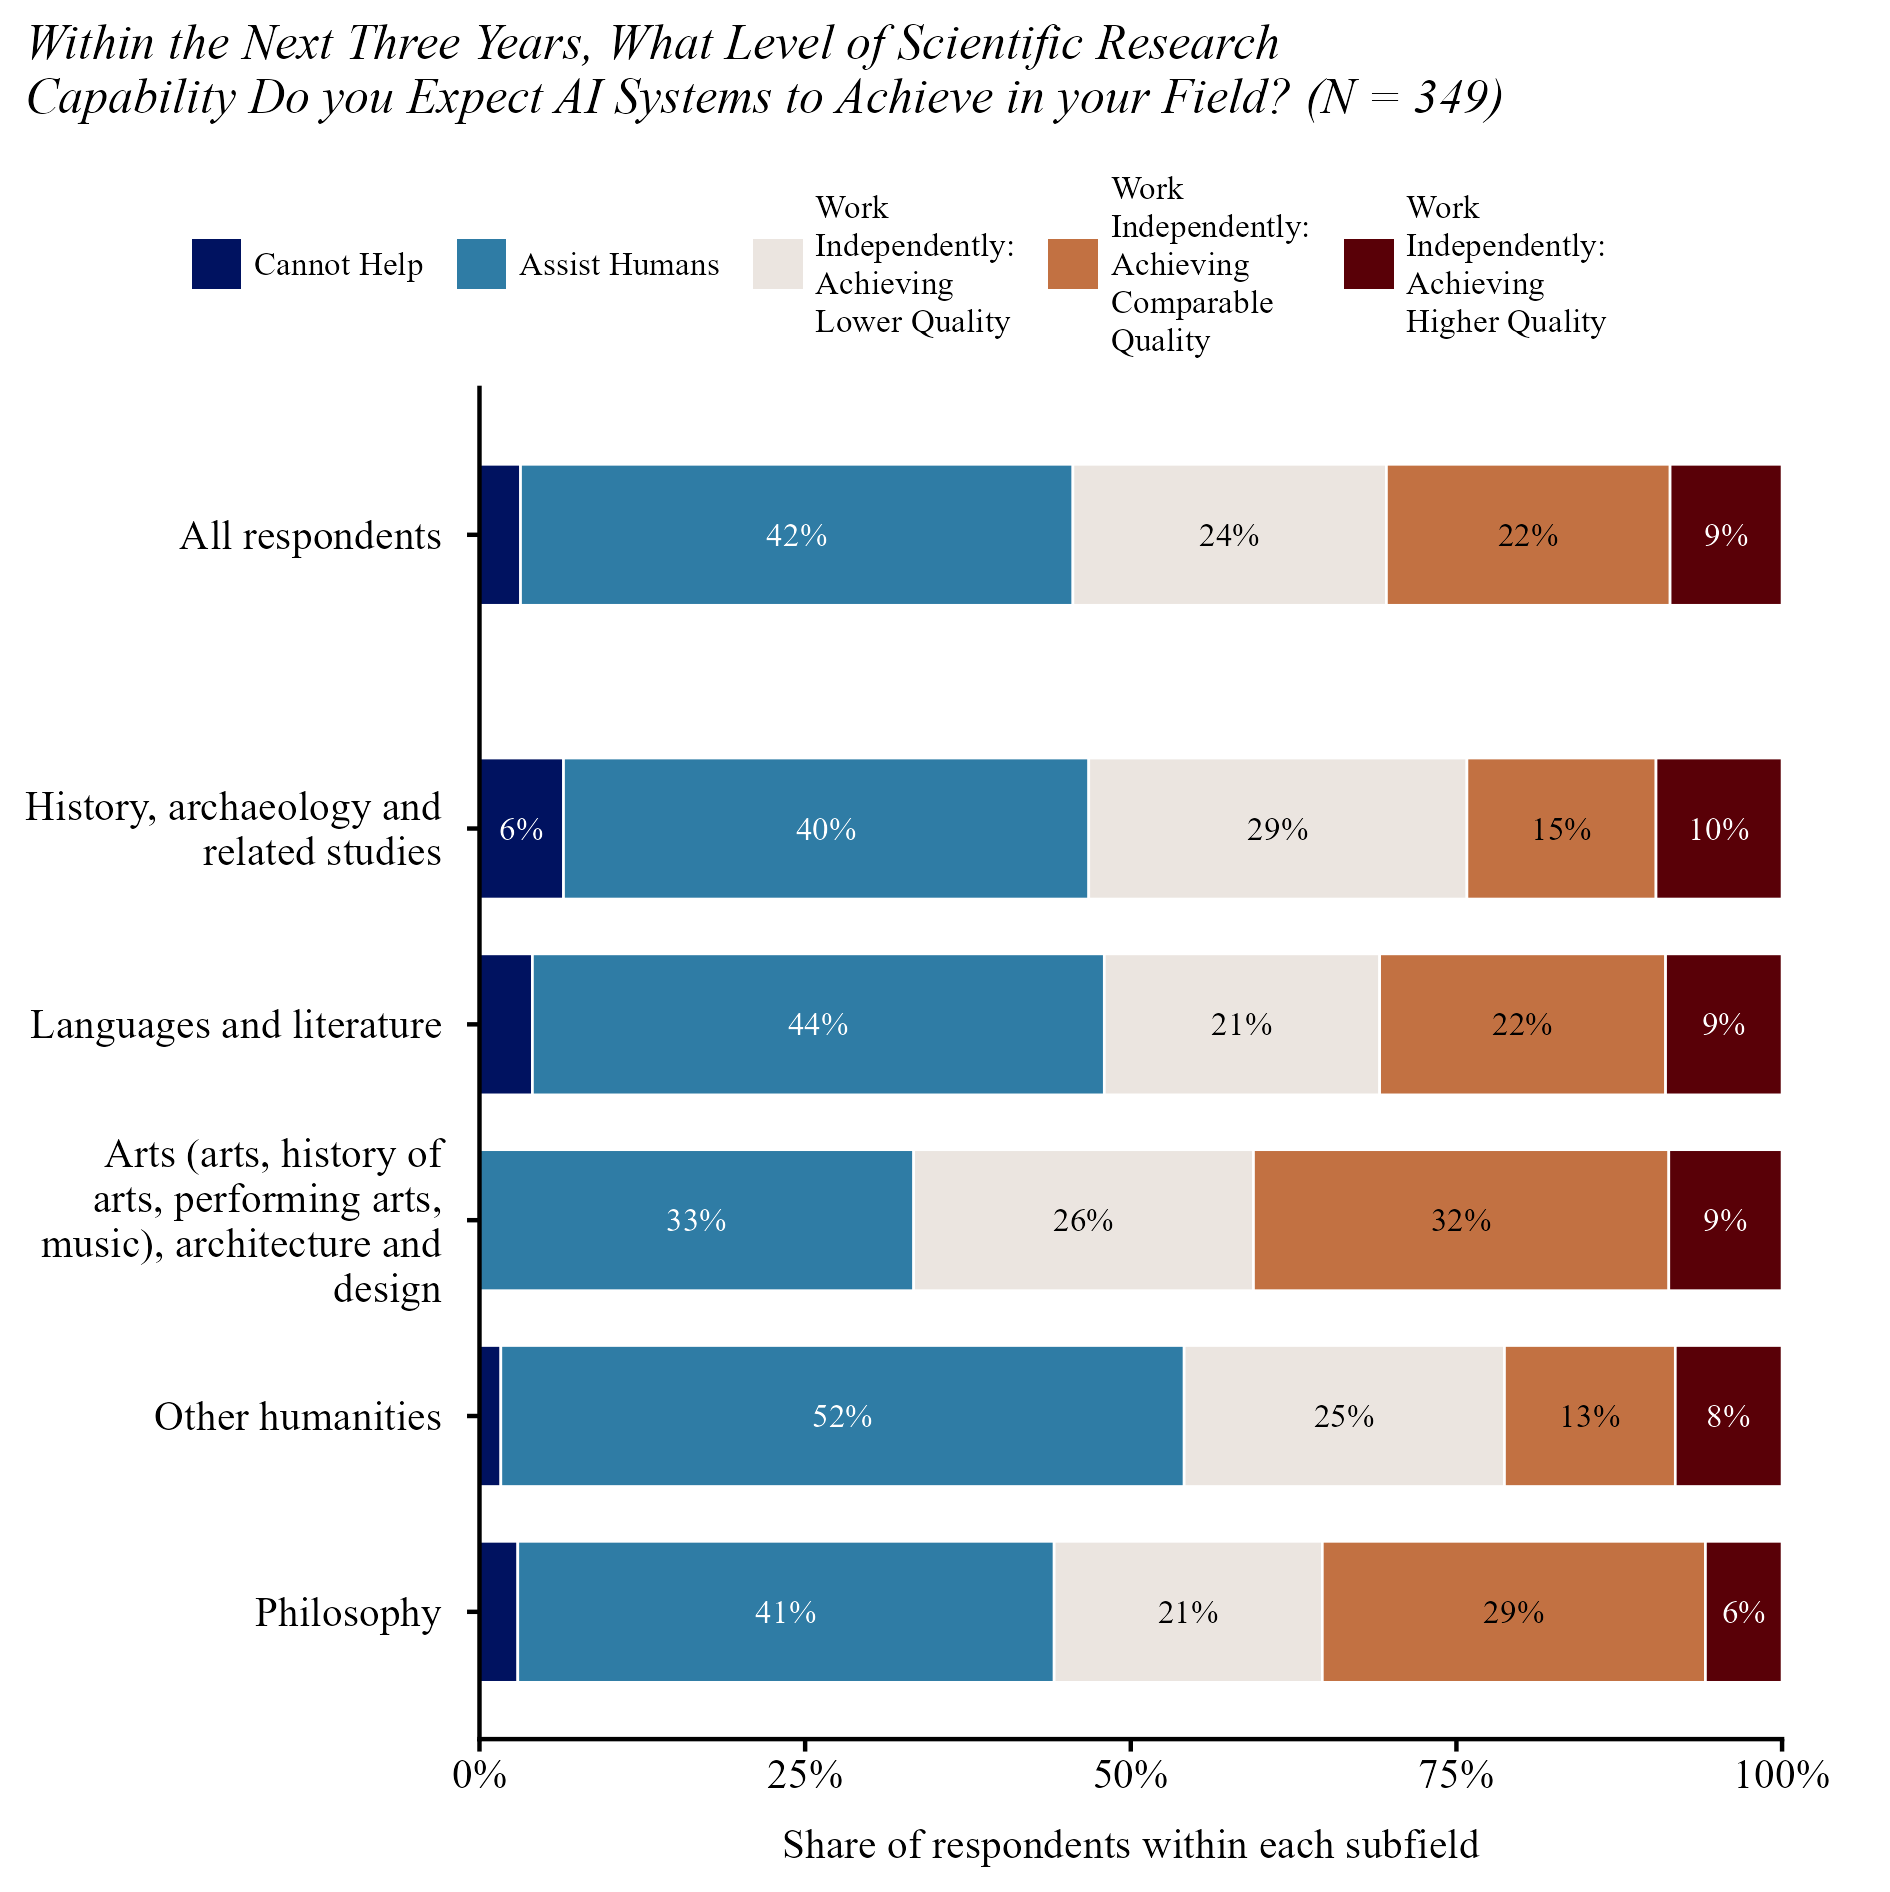 Within the Next Three Years, What Level of Scientific Research
Capability Do you Expect AI Systems to Achieve in your Field? (N = 349)
Cannot Help
Assist Humans
Work
Independently:
Achieving
Lower Quality
Work
Independently:
Achieving
Comparable
Quality
Work
Independently:
Achieving
Higher Quality
All respondents
42%
24%
22%
9%
History, archaeology and
related studies
6%
40%
29%
15%
10%
Languages and literature
44%
21%
22%
9%
Arts (arts, history of
arts, performing arts,
music), architecture and
design
33%
26%
32%
9%
Other humanities
52%
25%
13%
8%
Philosophy
41%
21%
29%
6%
0%
25%
50%
75%
100%
Share of respondents within each subfield